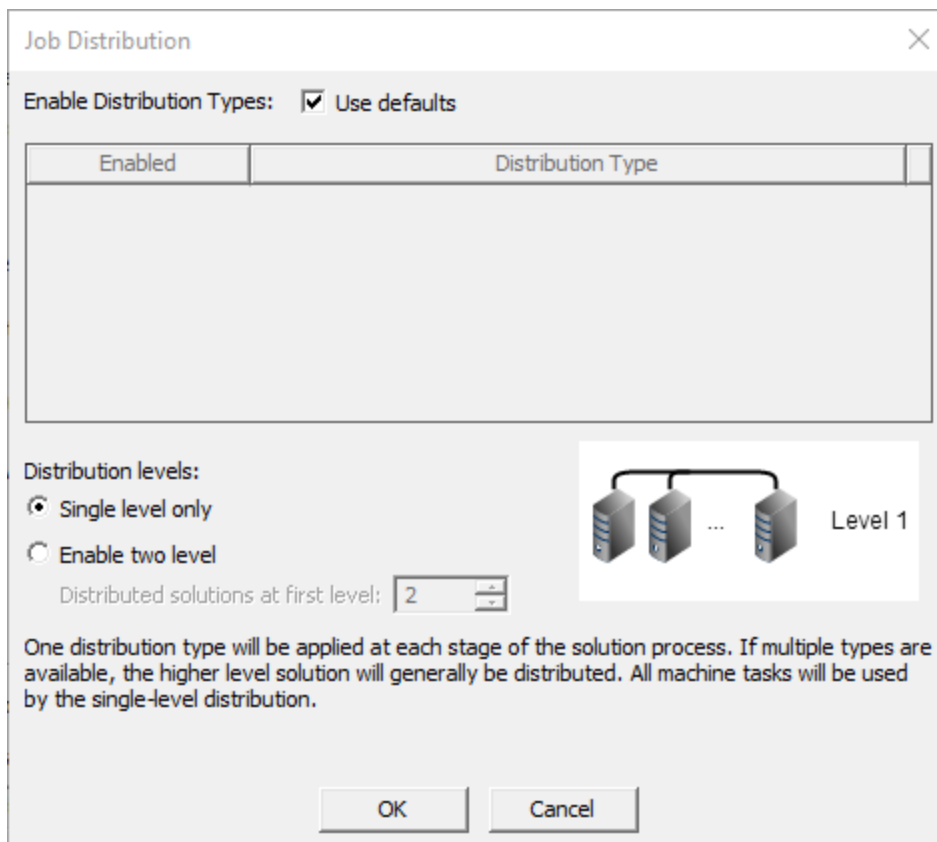 Job Distribution
Enable Distribution Types: Use defaults
Enabled Distribution Type
Distribution levels:
Single level only
... Level 1
Enable two level
Distributed solutions at first level: 2
One distribution type will be applied at each stage of the solution process. If multiple types are
available, the higher level solution will generally be distributed. All machine tasks will be used
by the single-level distribution.
OK Cancel